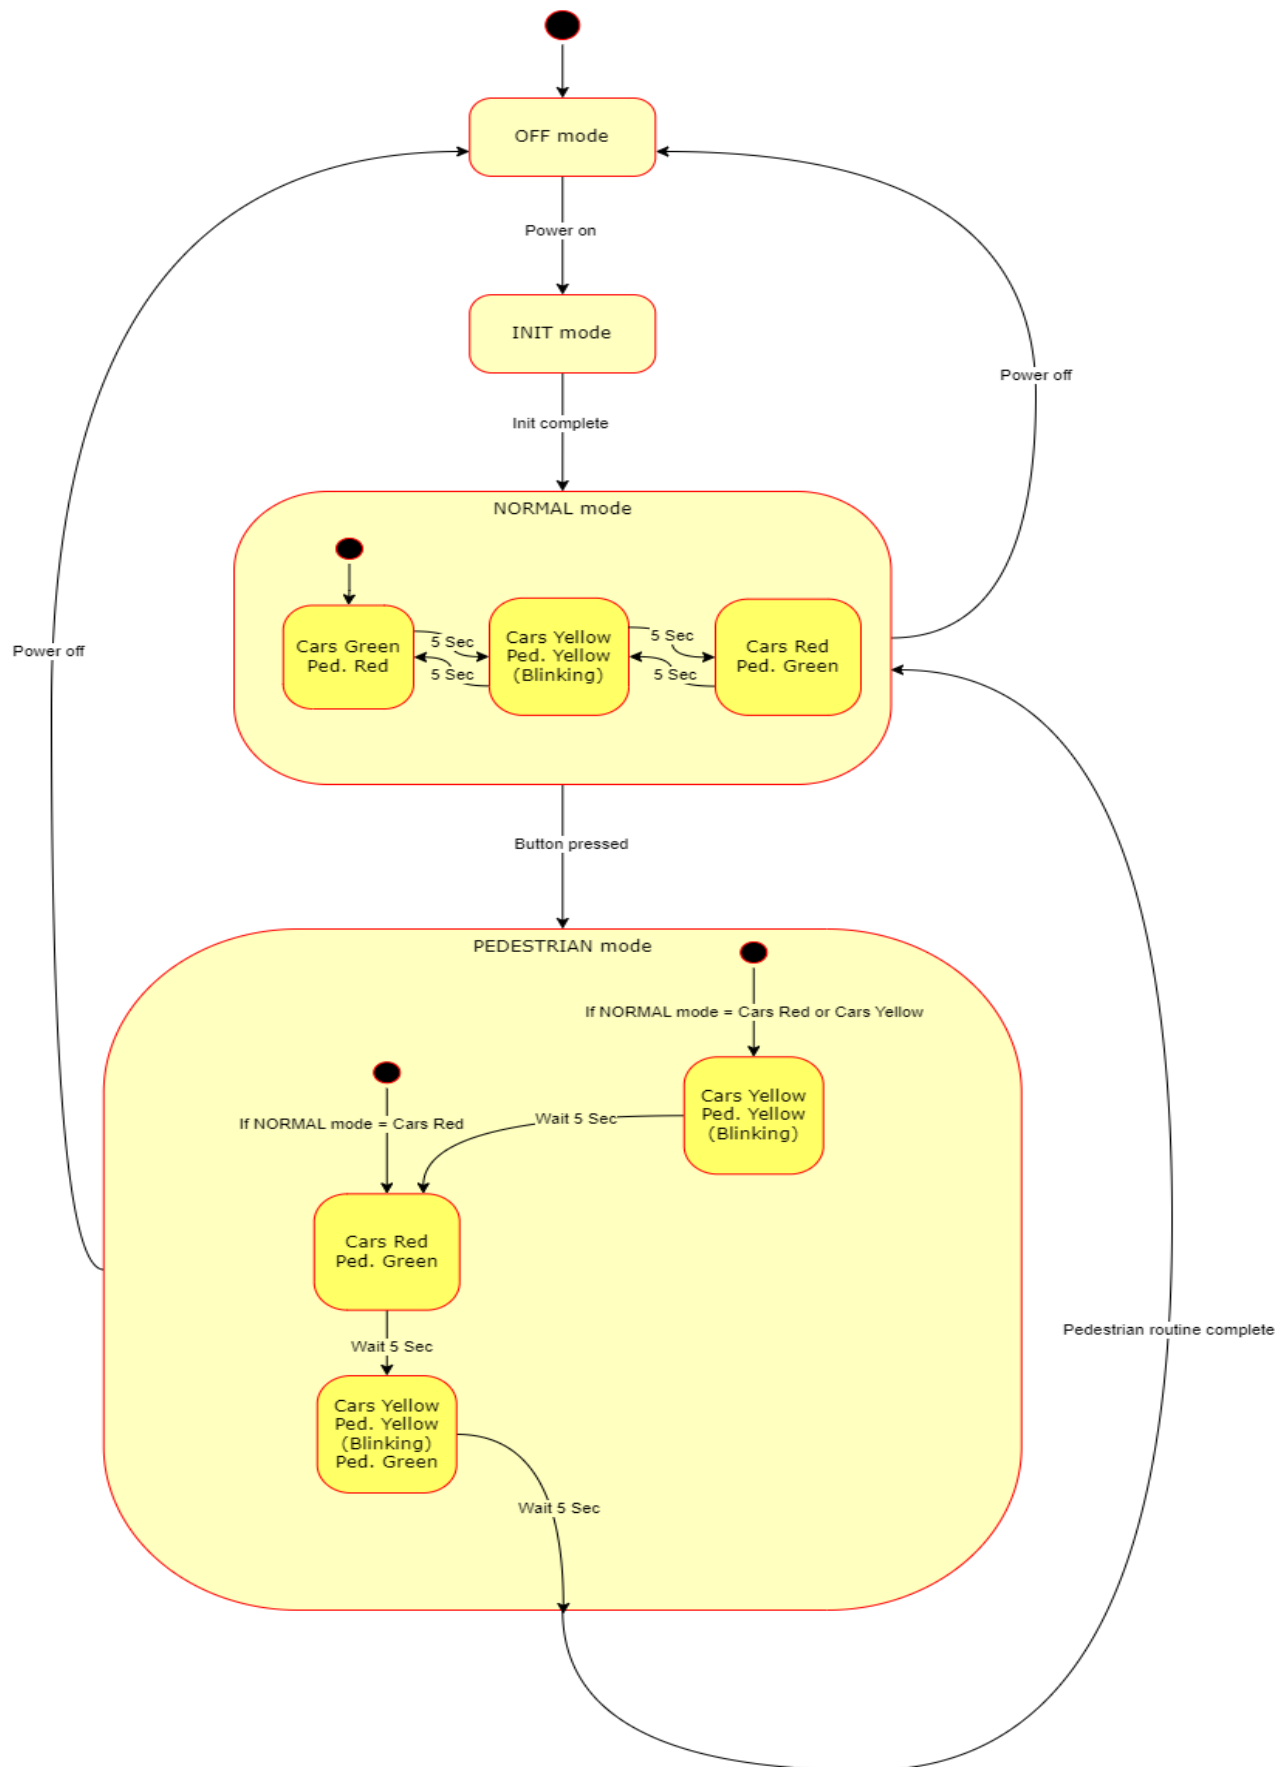 OFF mode
Power on
INIT mode
Power off
Init complete
NORMAL mode
Cars Green
Ped. Red
5 Sec
5 Sec
Cars Yellow
Ped. Yellow
(Blinking)
5 Sec
5 Sec
Cars Red
Ped. Green
Power off
Button pressed
PEDESTRIAN mode
If NORMAL mode = Cars Red or Cars Yellow
Cars Yellow
Ped. Yellow
(Blinking)
If NORMAL mode = Cars Red
Wait 5 Sec
Cars Red
Ped. Green
Wait 5 Sec
Pedestrian routine complete
Cars Yellow
Ped. Yellow
(Blinking)
Ped. Green
Wait 5 Sec